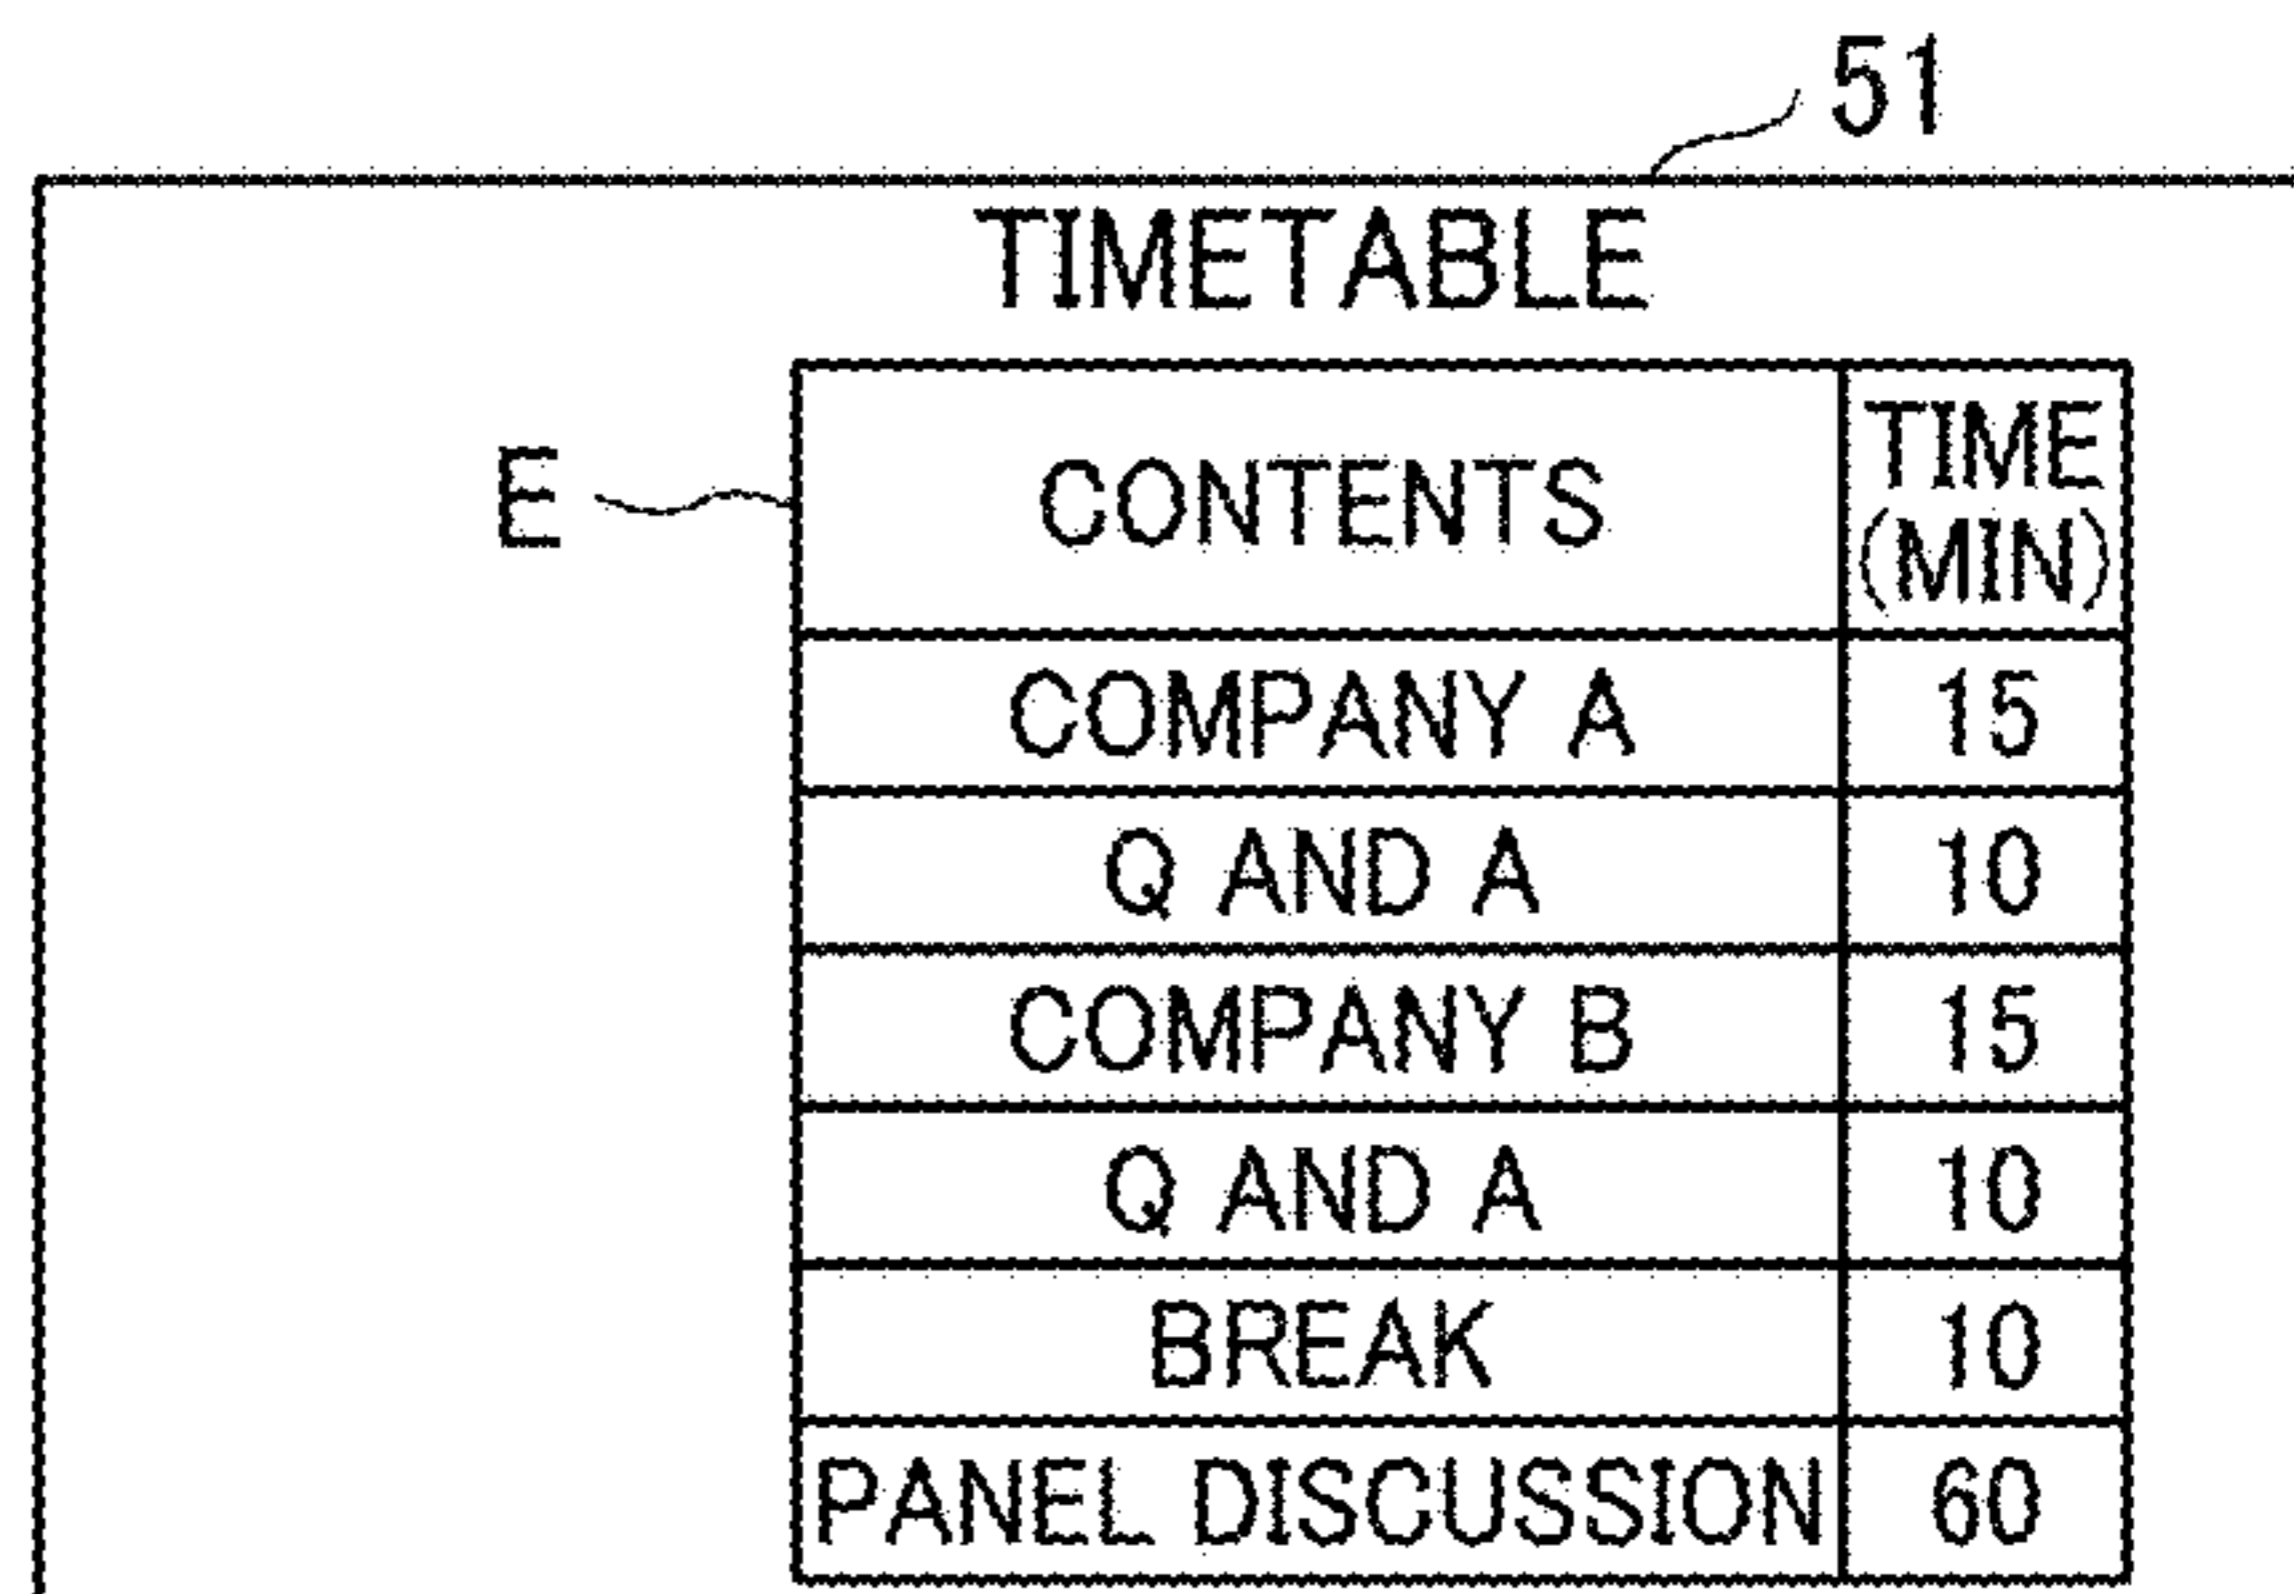 51
TIMETABLE
E
CONTENTS TIME (MIN)
COMPANY A 15
Q AND A 10
COMPANY B 15
Q AND A 10
BREAK 10
PANEL DISCUSSION 60